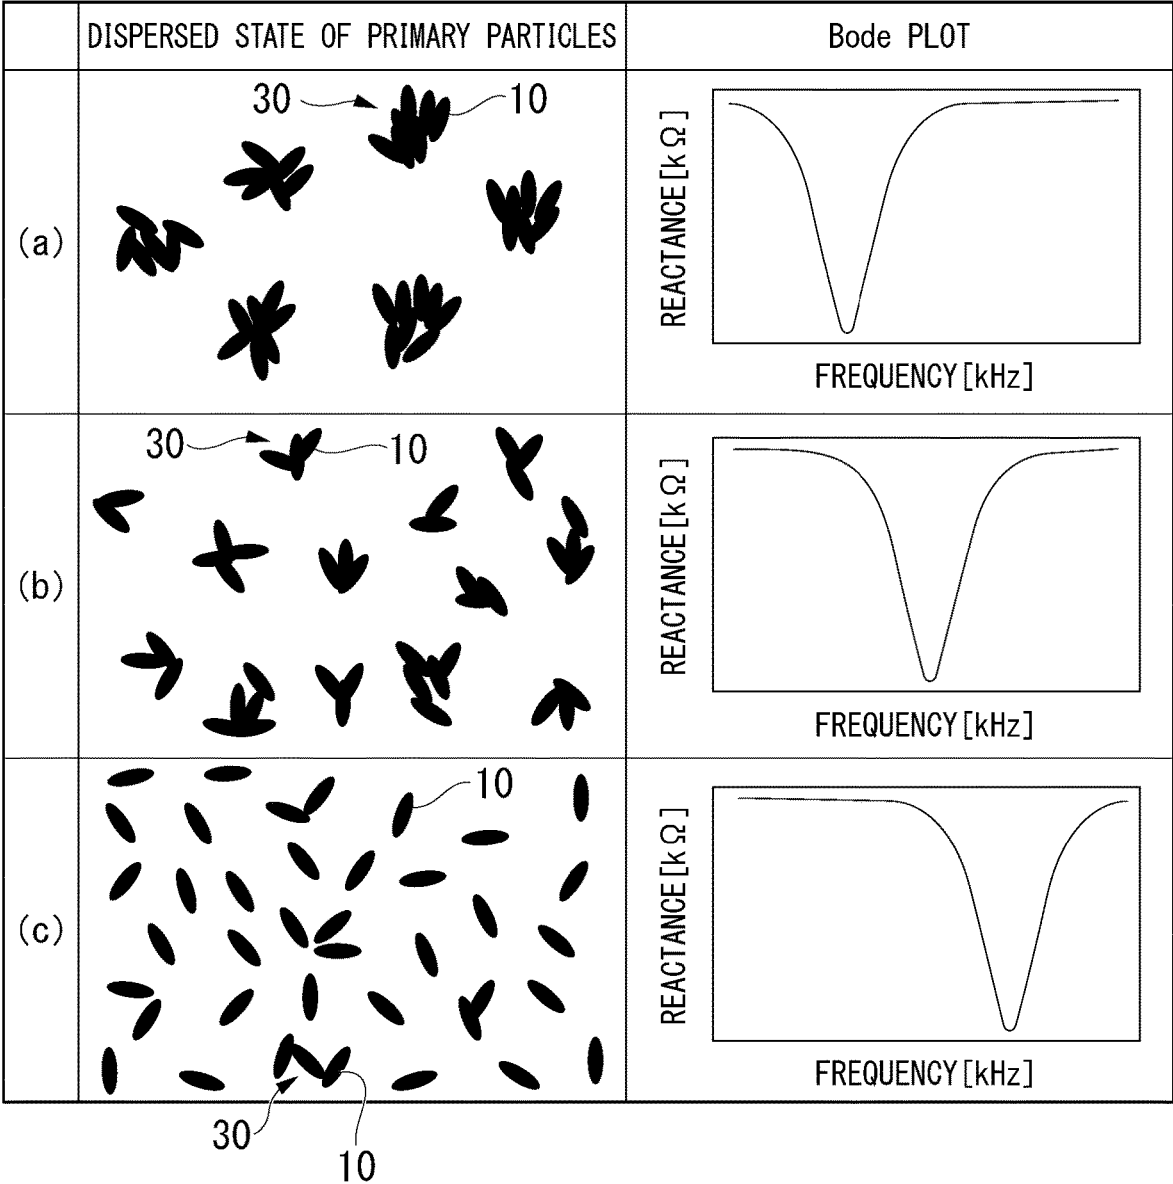 DISPERSED STATE OF PRIMARY PARTICLES
Bode PLOT
(a)
30
10
REACTANCE[kΩ]
FREQUENCY[kHz]
(b)
30
10
REACTANCE[kΩ]
FREQUENCY[kHz]
(c)
10
30
10
REACTANCE[kΩ]
FREQUENCY[kHz]